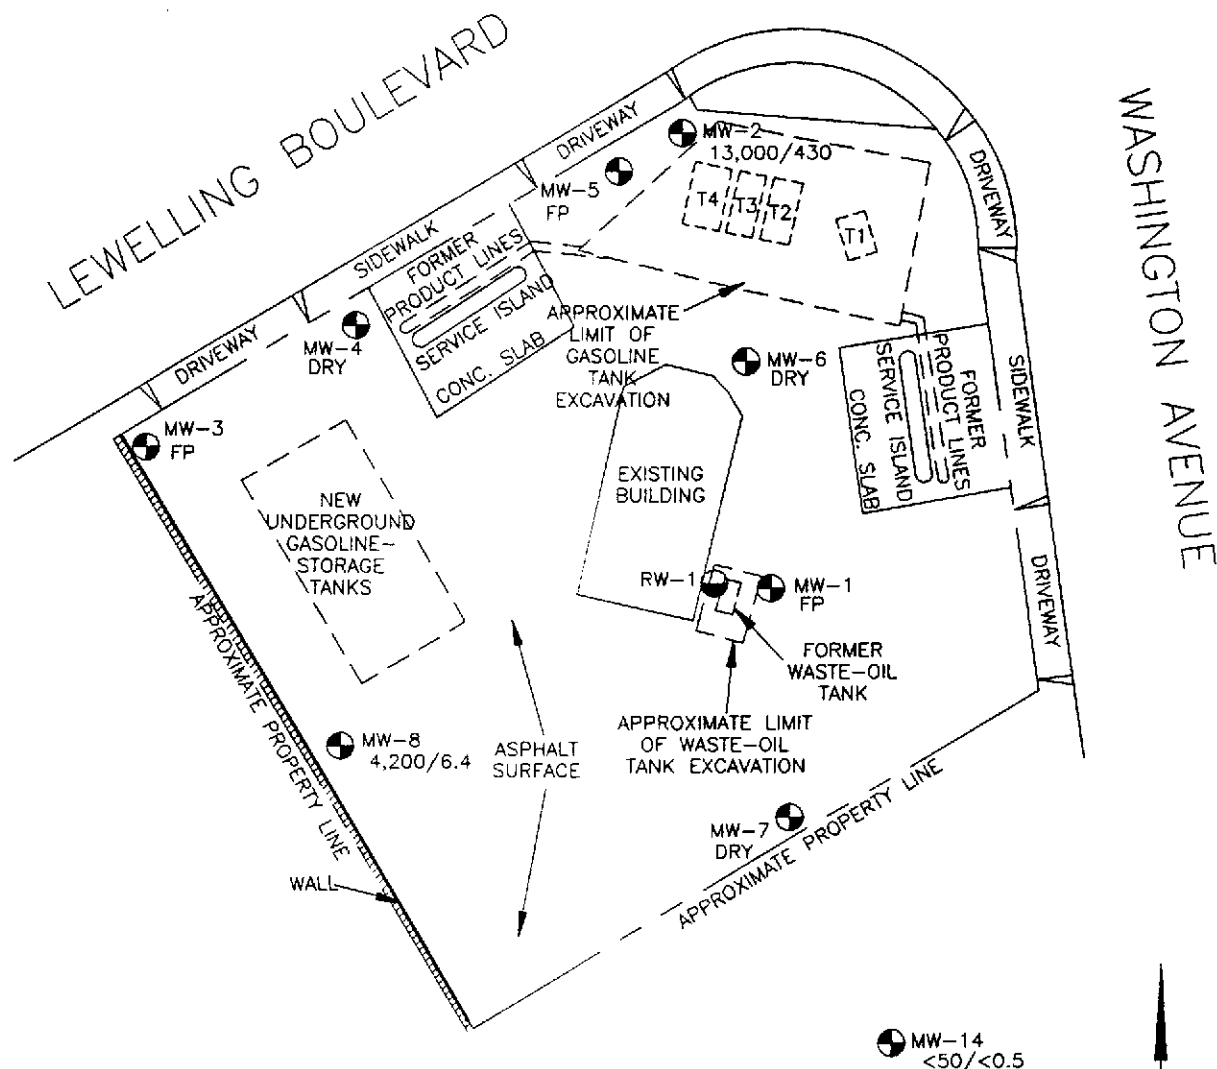 LEWELLING BOULEVARD
WASHINGTON AVENUE
DRIVEWAY
MW-2
13,000/430
DRIVEWAY
MW-5
FP
T4
T3
T2
T1
SIDEWALK
FORMER
PRODUCT LINES
SERVICE ISLAND
CONC. SLAB
DRIVEWAY
MW-4
DRY
APPROXIMATE
LIMIT OF
GASOLINE
TANK
EXCAVATION
MW-6
DRY
FORMER
PRODUCT LINES
SERVICE ISLAND
CONC. SLAB
SIDEWALK
MW-3
FP
NEW
UNDERGROUND
GASOLINE-
STORAGE
TANKS
EXISTING
BUILDING
RW-1
MW-1
FP
DRIVEWAY
FORMER
WASTE-OIL
TANK
APPROXIMATE PROPERTY LINE
MW-8
4,200/6.4
ASPHALT
SURFACE
APPROXIMATE LIMIT
OF WASTE-OIL
TANK EXCAVATION
MW-7
DRY
APPROXIMATE PROPERTY LINE
WALL
MW-14
<50/<0.5